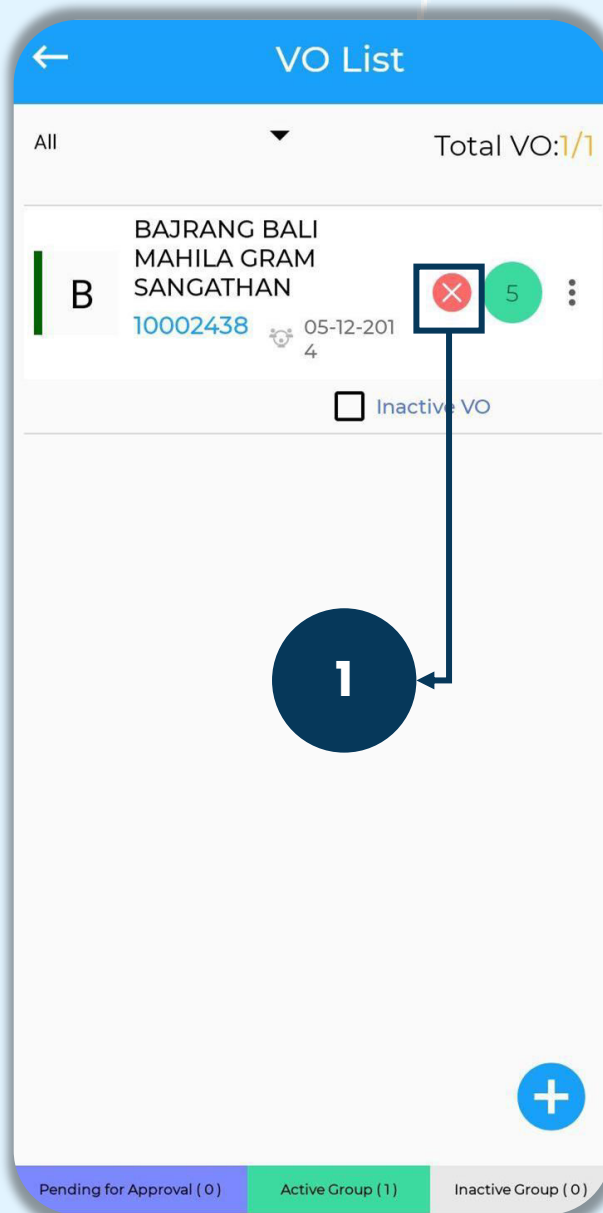 VO List
All
Total VO:1/1
BAJRANG BALI
MAHILA GRAM
SANGATHAN
B
5
10002438
05-12-201
4
Inactive VO
1
Pending for Approval ( 0 )
Active Group ( 1 )
Inactive Group ( 0 )